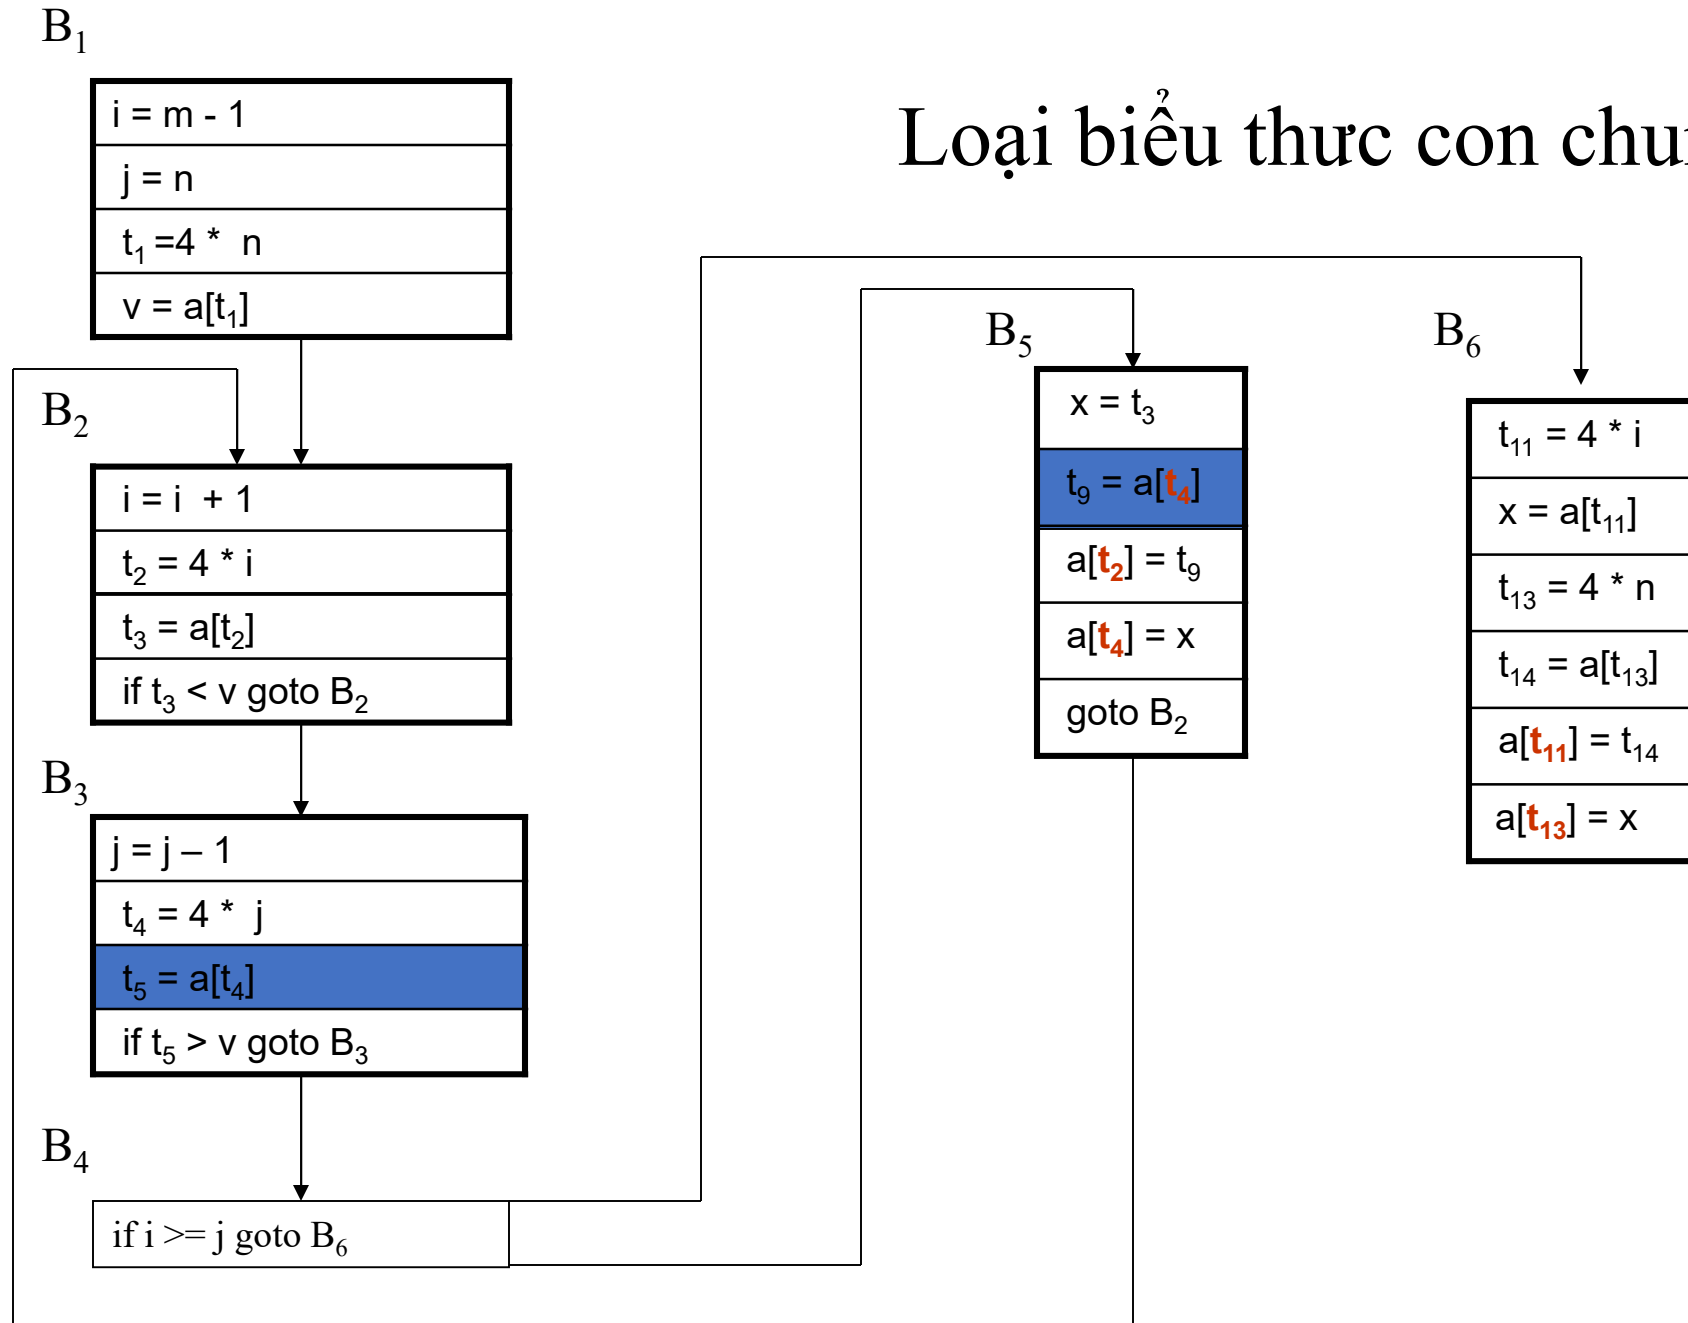 B₁
i = m - 1
j = n
t₁ =4 * n
v = a[t₁]
Loại biểu thưc con
B₂
i = i + 1
t₂ = 4 * i
t₃ = a[t₂]
if t₃ < v goto B₂
B₃
j = j – 1
t₄ = 4 * j
t₅ = a[t₄]
if t₅ > v goto B₃
B₄
if i >= j goto B₆
B₅
x = t₃
t₉ = a[t₄]
a[t₂] = t₉
a[t₄] = x
goto B₂
B₆
t₁₁ = 4 * i
x = a[t₁₁]
t₁₃ = 4 * n
t₁₄ = a[t₁₃]
a[t₁₁] = t₁₄
a[t₁₃] = x